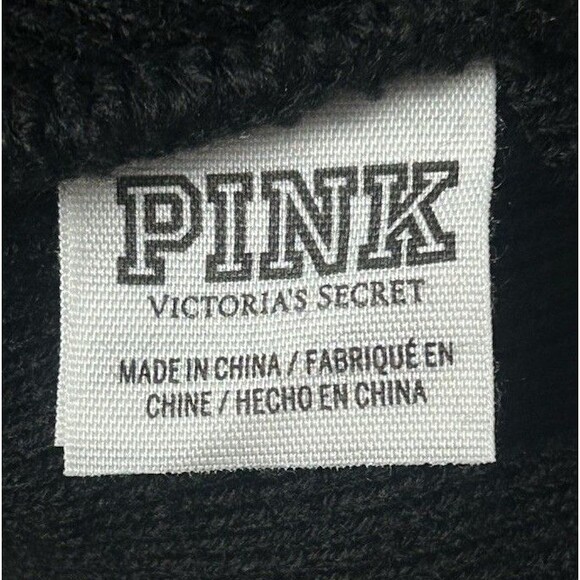 PINK
VICTORIA'S SECRET
MADE IN CHINA / FABRIQUÉ EN
CHINE / HECHO EN CHINA